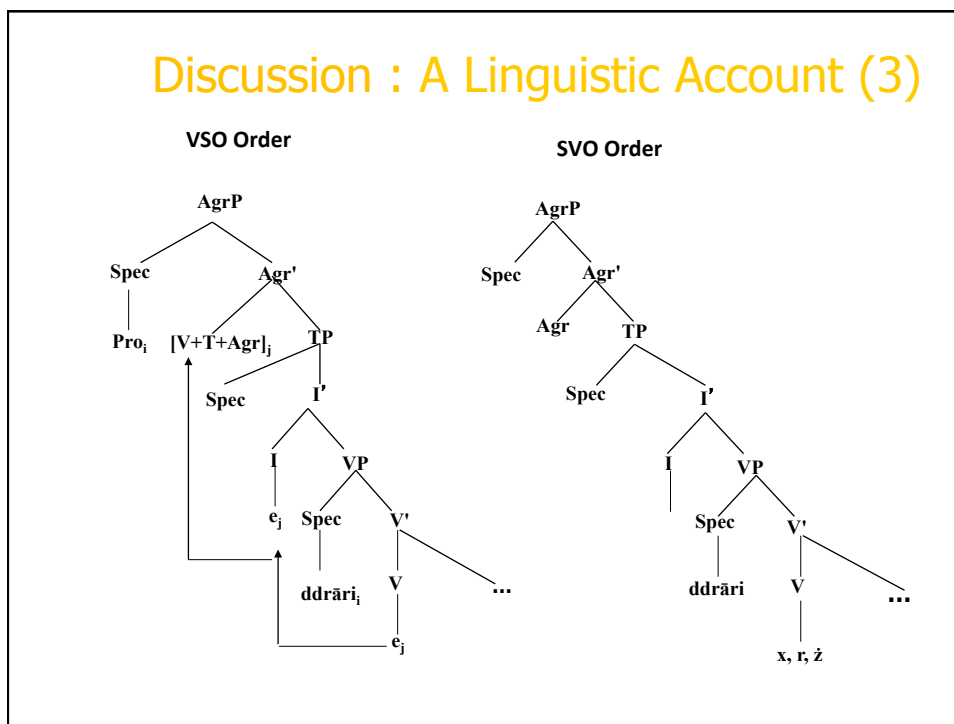 Discussion : A Linguistic Account (3)
VSO Order
AgrP
Spec
Agr'
Proi
[V+T+Agr]j
TP
Spec
I’
I
VP
ej
Spec
V'
ddrārii
V
...
ej
SVO Order
AgrP
Spec
Agr'
Agr
TP
Spec
I’
I
VP
Spec
V'
ddrāri
V
...
x, r, ż